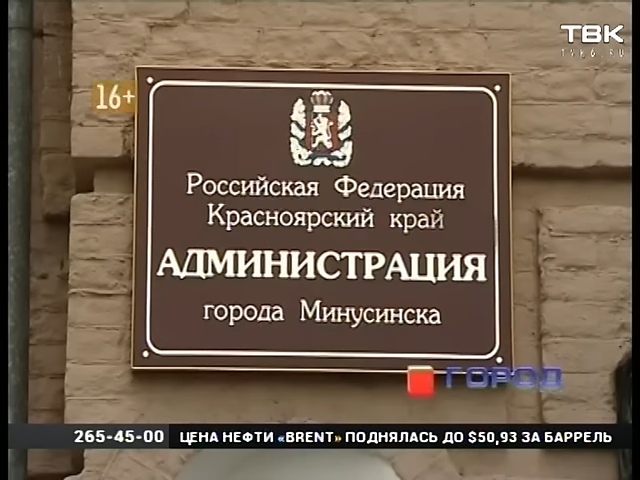 ТВК
TVK6.RU
16+
Российская Федерация
Красноярский край
АДМИНИСТРАЦИЯ
города Минусинска
ГОРОД
265-45-00 ЦЕНА НЕФТИ «BRENT» ПОДНЯЛАСЬ ДО $50,93 ЗА БАРРЕЛЬ